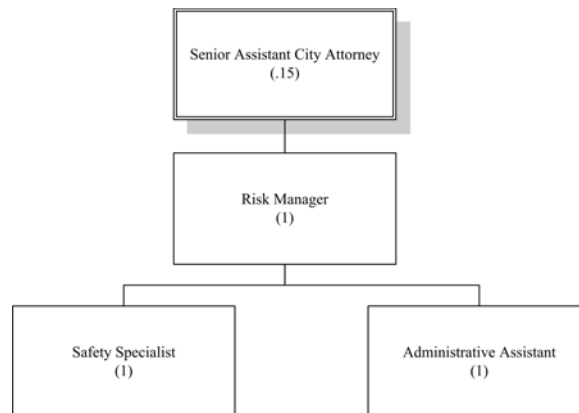 Senior Assistant City Attorney
(.15)
Risk Manager
(1)
Safety Specialist
(1)
Administrative Assistant
(1)